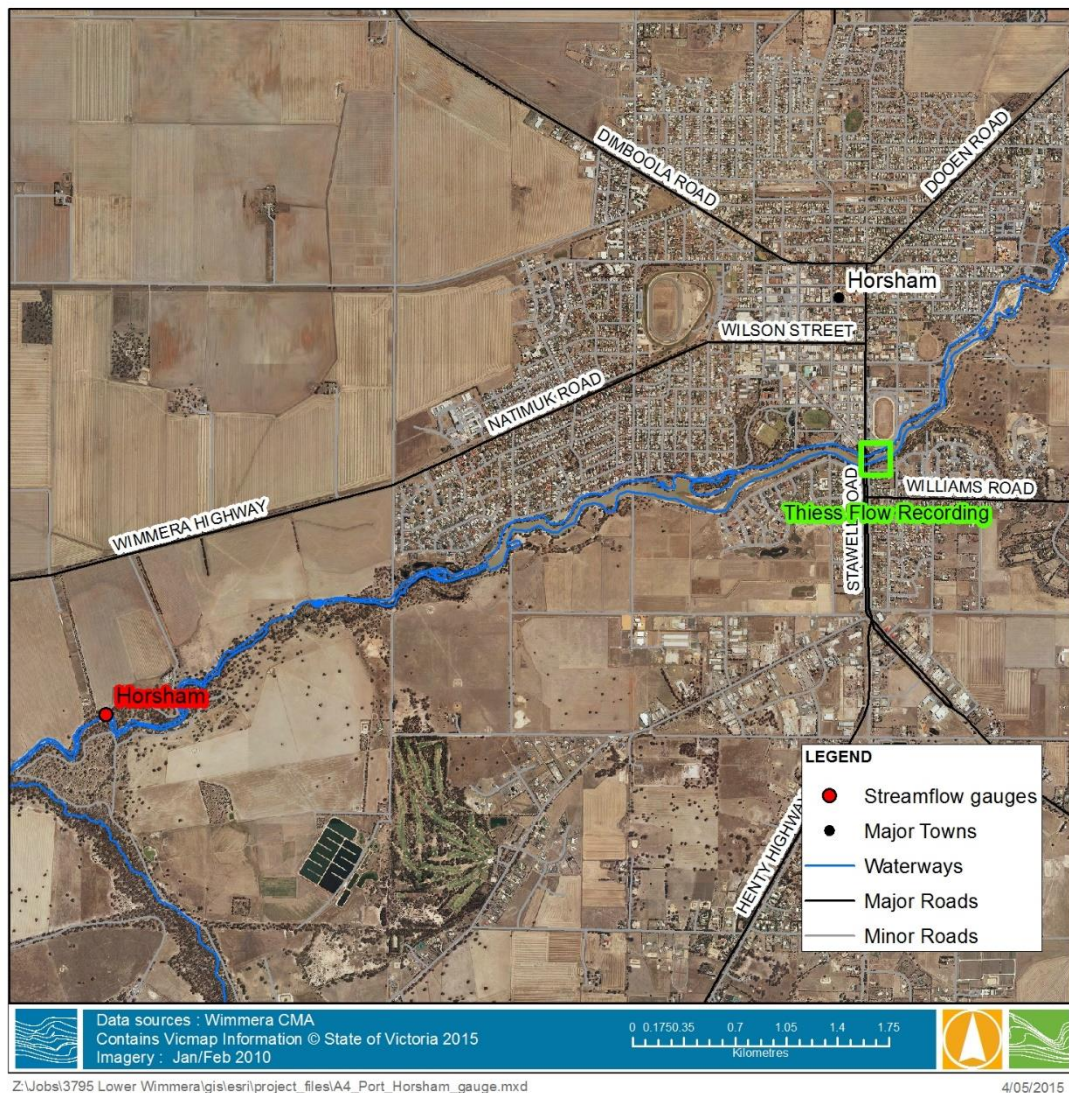 DIMBOOLA ROAD
DOOEN ROAD
Horsham
WILSON STREET
NATIMUK ROAD
WIMMERA HIGHWAY
WILLIAMS ROAD
Thiess Flow Recording
STAWELL ROAD
Horsham
HENTY HIGHWAY
LEGEND
Streamflow gauges
Major Towns
Waterways
Major Roads
Minor Roads
Data sources : Wimmera CMA
Contains Vicmap Information © State of Victoria 2015
Imagery : Jan/Feb 2010
0 0.1750.35 0.7 1.05 1.4 1.75
Kilometres
Z:\Jobs\3795 Lower Wimmera\gis\esri\project_files\A4_Port_Horsham_gauge.mxd
4/05/2015